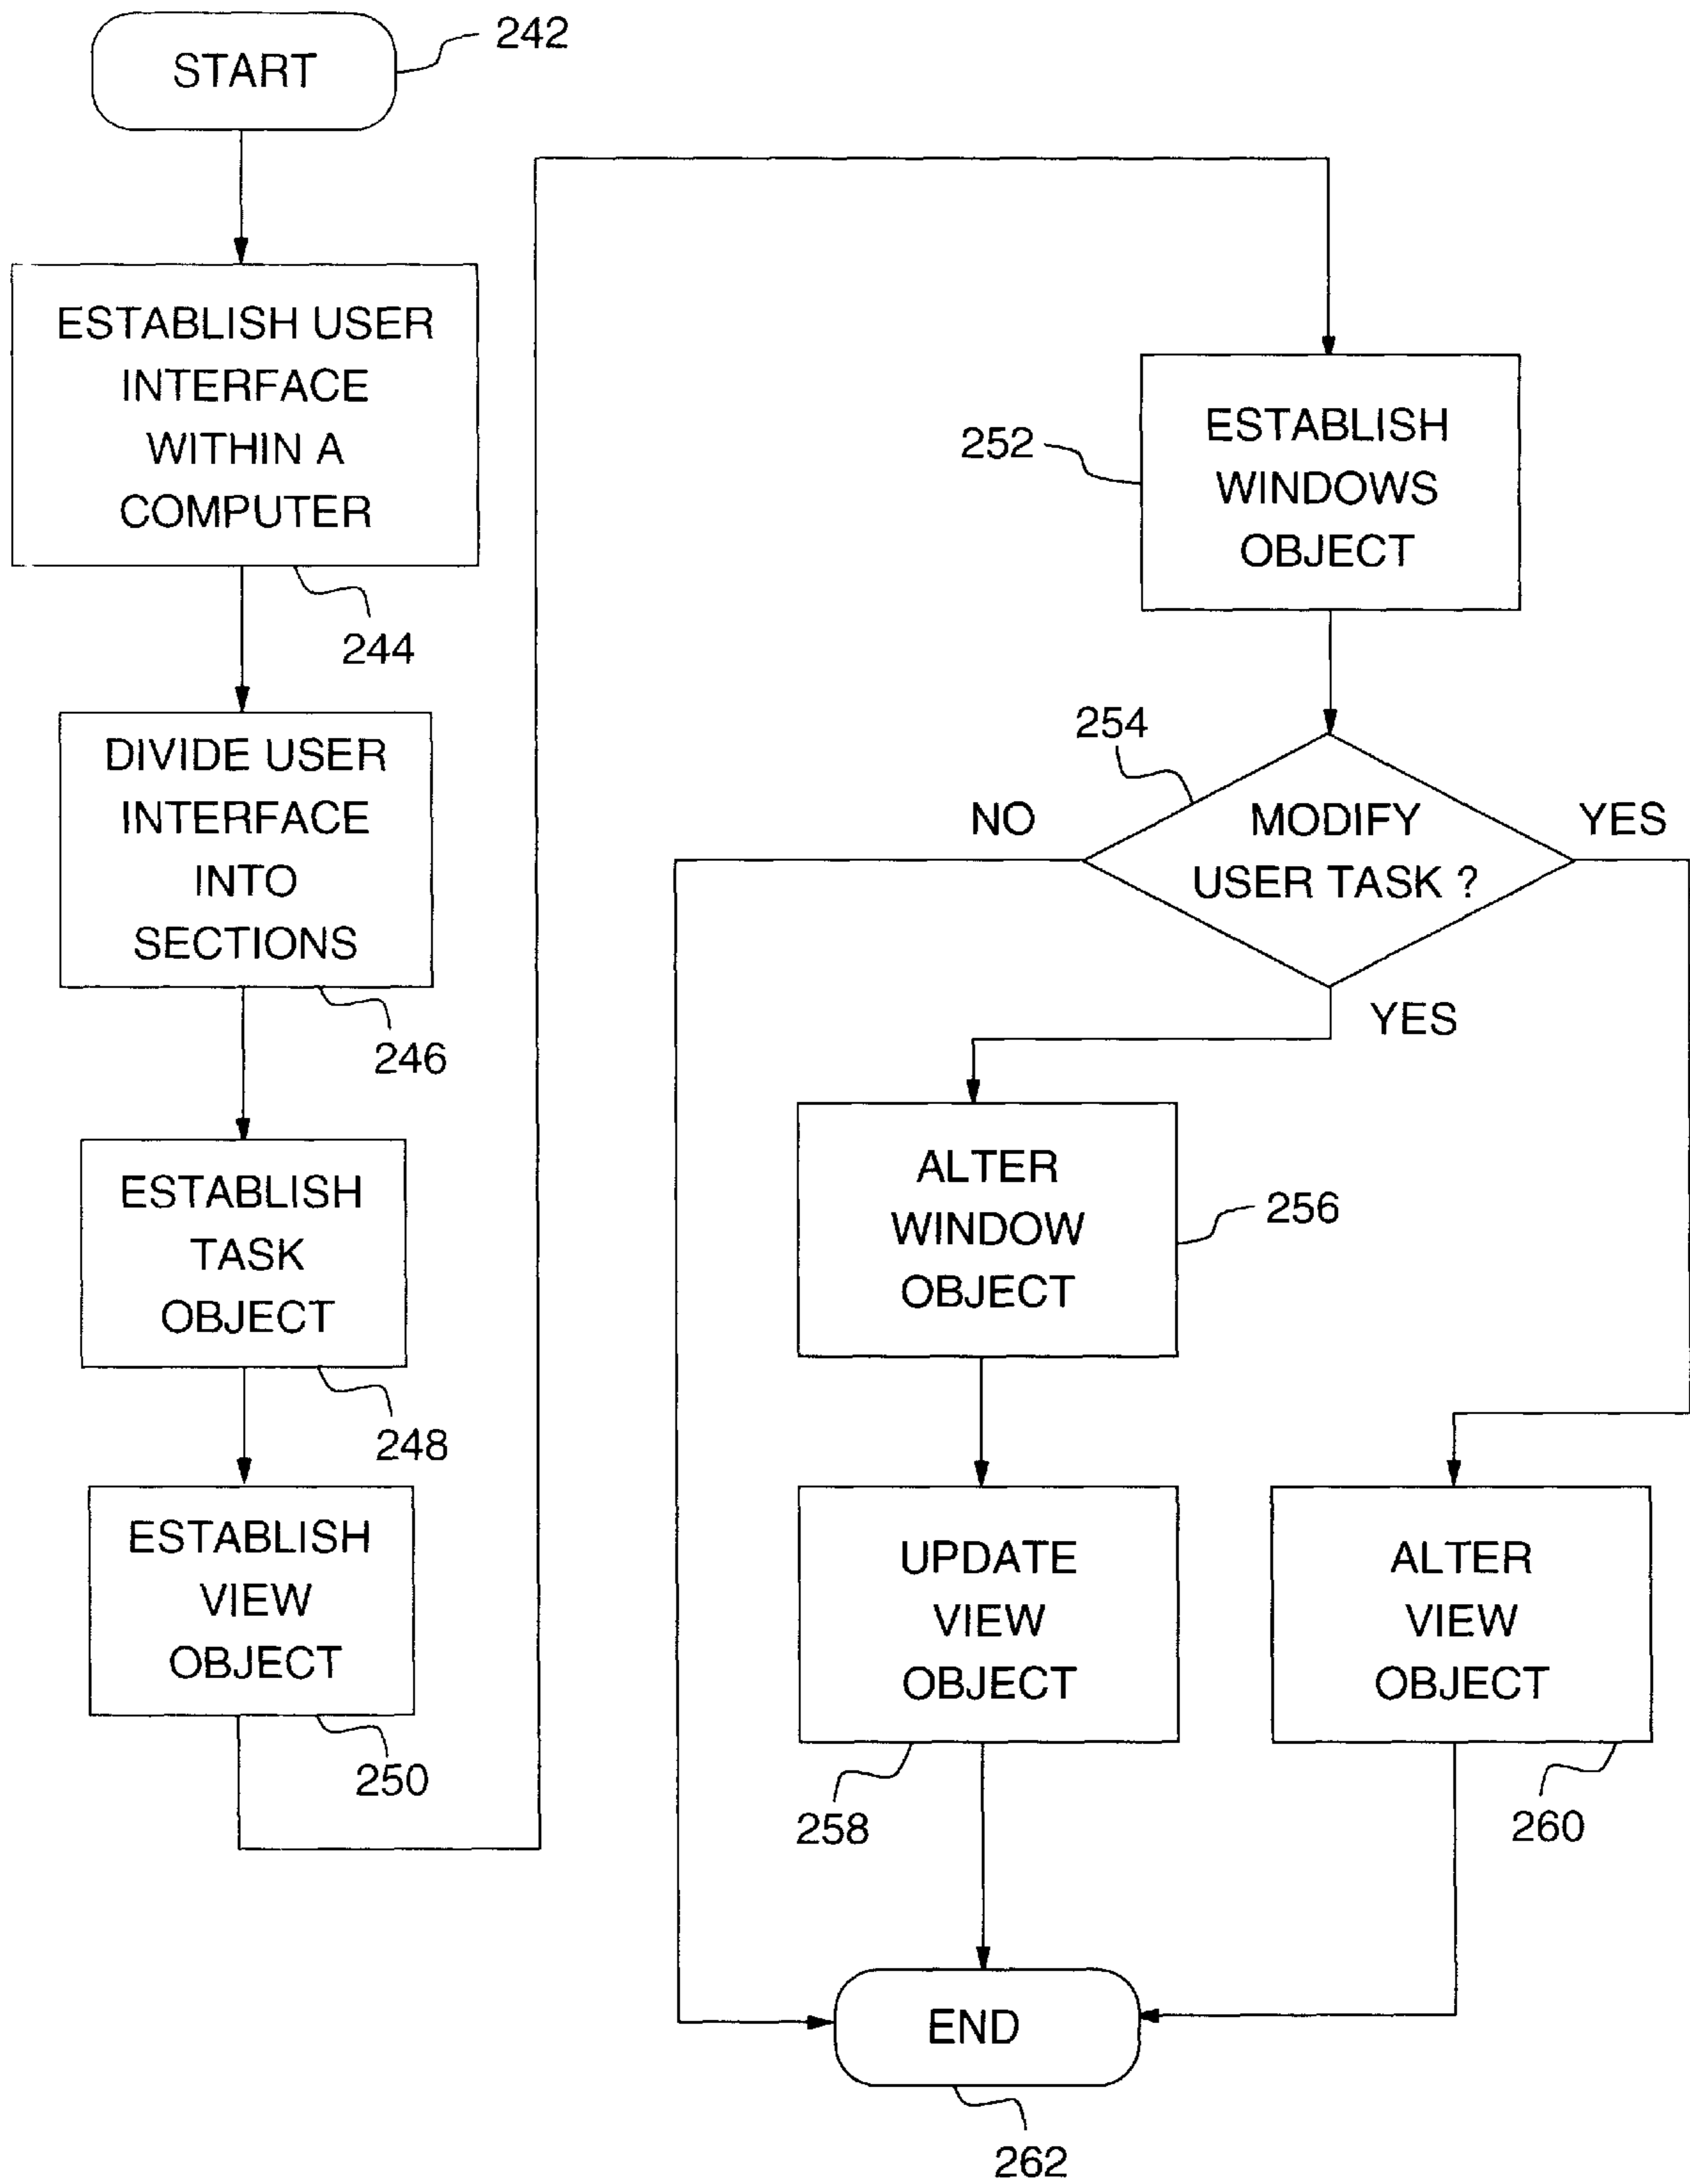 START
242
ESTABLISH USER
INTERFACE
WITHIN A
COMPUTER
244
DIVIDE USER
INTERFACE
INTO
SECTIONS
246
ESTABLISH
TASK
OBJECT
248
ESTABLISH
VIEW
OBJECT
250
252
ESTABLISH
WINDOWS
OBJECT
254
MODIFY
USER TASK ?
NO
YES
YES
ALTER
WINDOW
OBJECT
256
UPDATE
VIEW
OBJECT
258
ALTER
VIEW
OBJECT
260
END
262